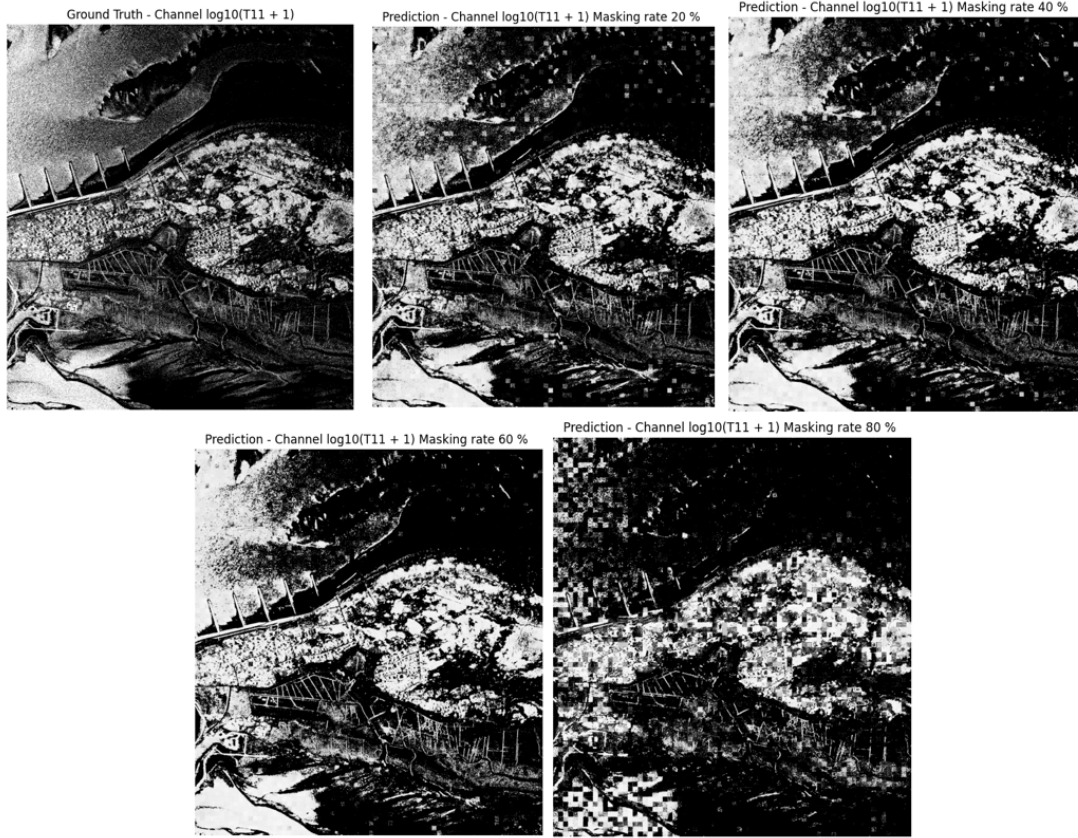 Ground Truth - Channel log10(T11 + 1)
Prediction - Channel log10(T11 + 1) Masking rate 20 %
Prediction - Channel log10(T11 + 1) Masking rate 40 %
Prediction - Channel log10(T11 + 1) Masking rate 60 %
Prediction - Channel log10(T11 + 1) Masking rate 80 %